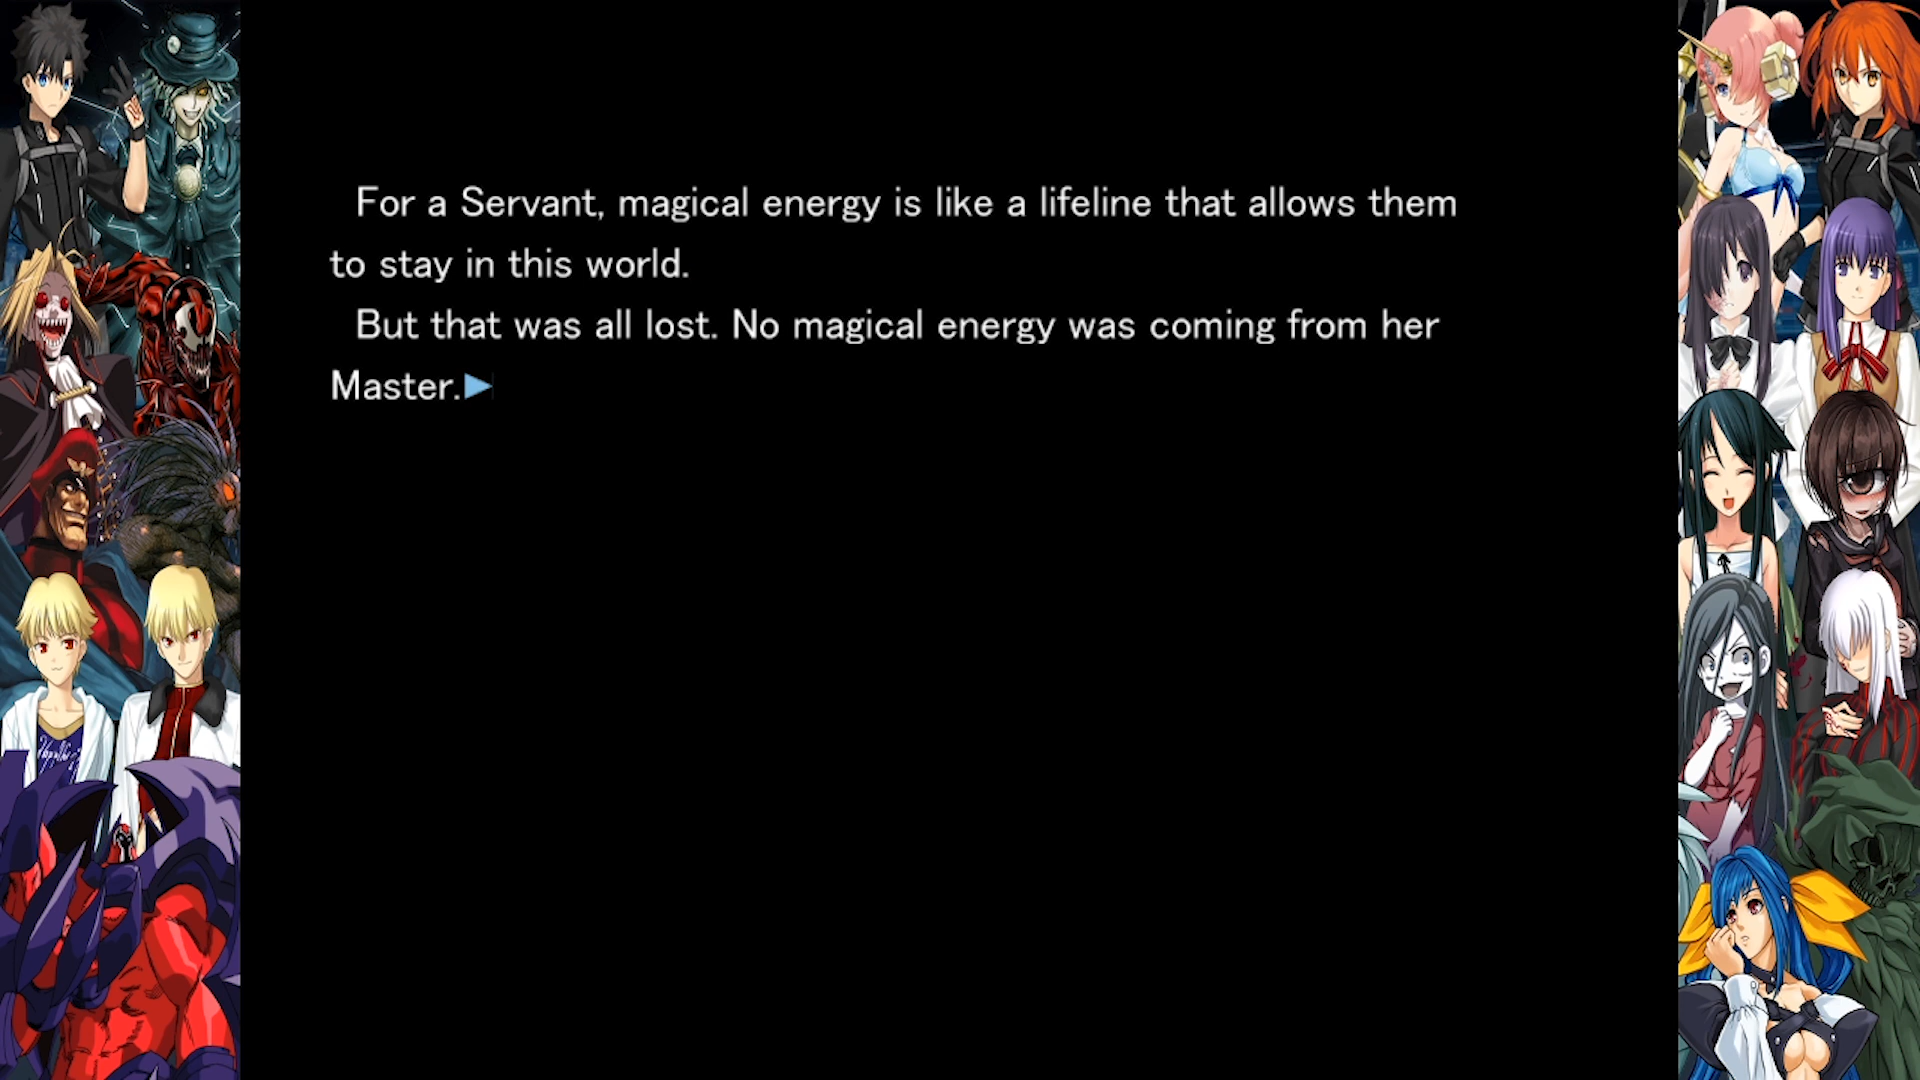 For a Servant, magical energy is like a lifeline that allows them
to stay in this world.
But that was all lost. No magical energy was coming from her
Master.